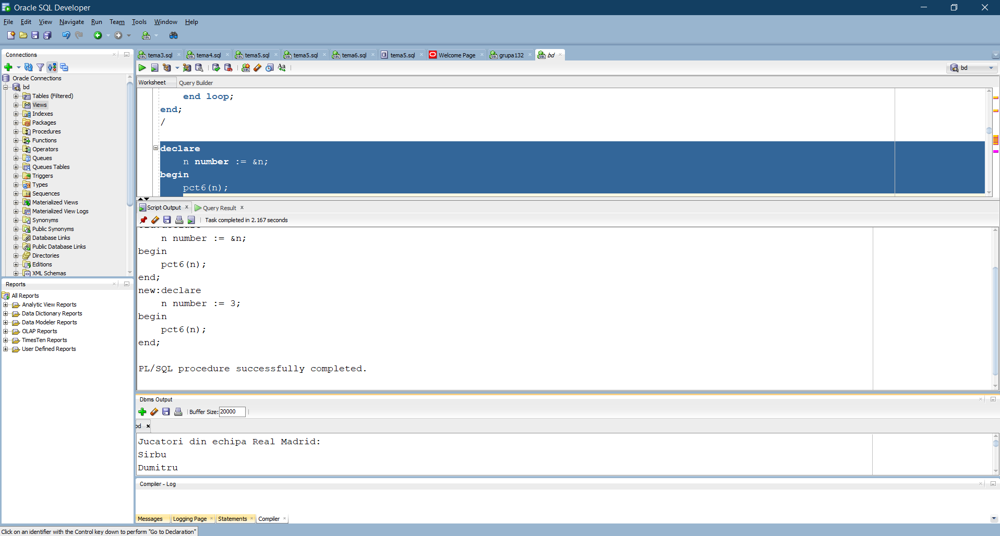 Oracle SQL Developer
File Edit View Navigate Run Team Tools Window Help
Connections
Oracle Connections
bd
Tables (Filtered)
Views
Indexes
Packages
Procedures
Functions
Operators
Queues
Queues Tables
Triggers
Types
Sequences
Materialized Views
Materialized View Logs
Synonyms
Public Synonyms
Database Links
Public Database Links
Directories
Editions
XML Schemas
Reports
All Reports
Analytic View Reports
Data Dictionary Reports
Data Modeler Reports
OLAP Reports
TimesTen Reports
User Defined Reports
tema3.sql tema4.sql tema5.sql tema5.sql tema6.sql tema5.sql Welcome Page grupa132 bd
bd
Worksheet Query Builder
end loop;
end;
/
declare
n number := &n;
begin
pct6(n);
Script Output Query Result
Task completed in 2.167 seconds
n number := &n;
begin
pct6(n);
end;
new:declare
n number := 3;
begin
pct6(n);
end;
PL/SQL procedure successfully completed.
Dbms Output
Buffer Size: 20000
bd
Jucatori din echipa Real Madrid:
Sirbu
Dumitru
Compiler - Log
Messages Logging Page Statements Compiler
Click on an identifier with the Control key down to perform "Go to Declaration"